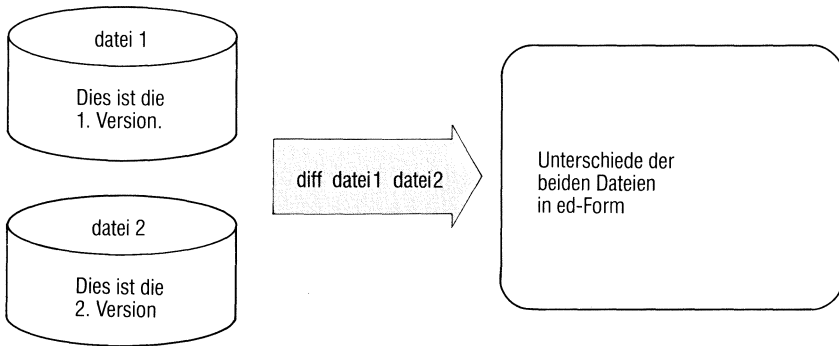 datei 1
Dies ist die
1. Version.
diff datei1 datei2
Unterschiede der
beiden Dateien
in ed-Form
datei 2
Dies ist die
2. Version